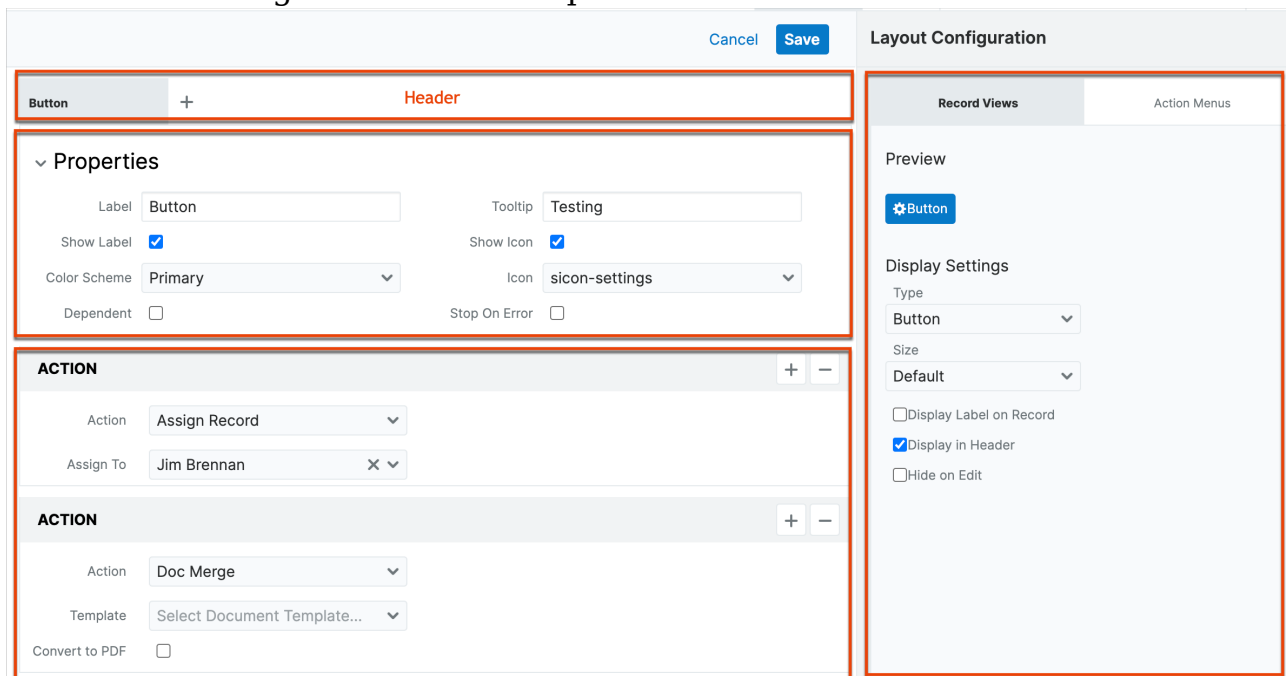 Cancel Save Layout Configuration
Button + Header
Record Views Action Menus
Properties
Label Button Tooltip Testing
Show Label Show Icon
Color Scheme Primary Icon sicon-settings
Dependent Stop On Error
Preview
Button
Display Settings
Type
Button
Size
Default
Display Label on Record
Display in Header
Hide on Edit
ACTION + −
Action Assign Record
Assign To Jim Brennan
ACTION + −
Action Doc Merge
Template Select Document Template...
Convert to PDF